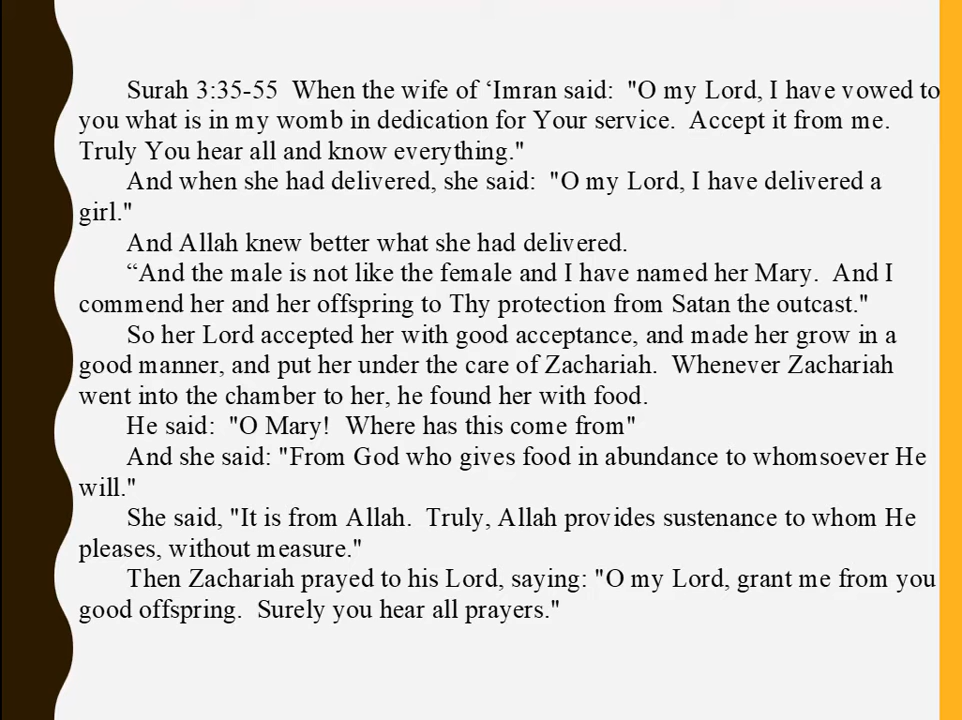 Surah 3:35-55  When the wife of ‘Imran said:  "O my Lord, I have vowed to
you what is in my womb in dedication for Your service.  Accept it from me.
Truly You hear all and know everything."
And when she had delivered, she said:  "O my Lord, I have delivered a
girl."
And Allah knew better what she had delivered.
“And the male is not like the female and I have named her Mary.  And I
commend her and her offspring to Thy protection from Satan the outcast."
So her Lord accepted her with good acceptance, and made her grow in a
good manner, and put her under the care of Zachariah.  Whenever Zachariah
went into the chamber to her, he found her with food.
He said:  "O Mary!  Where has this come from"
And she said: "From God who gives food in abundance to whomsoever He
will."
She said, "It is from Allah.  Truly, Allah provides sustenance to whom He
pleases, without measure."
Then Zachariah prayed to his Lord, saying: "O my Lord, grant me from you
good offspring.  Surely you hear all prayers."